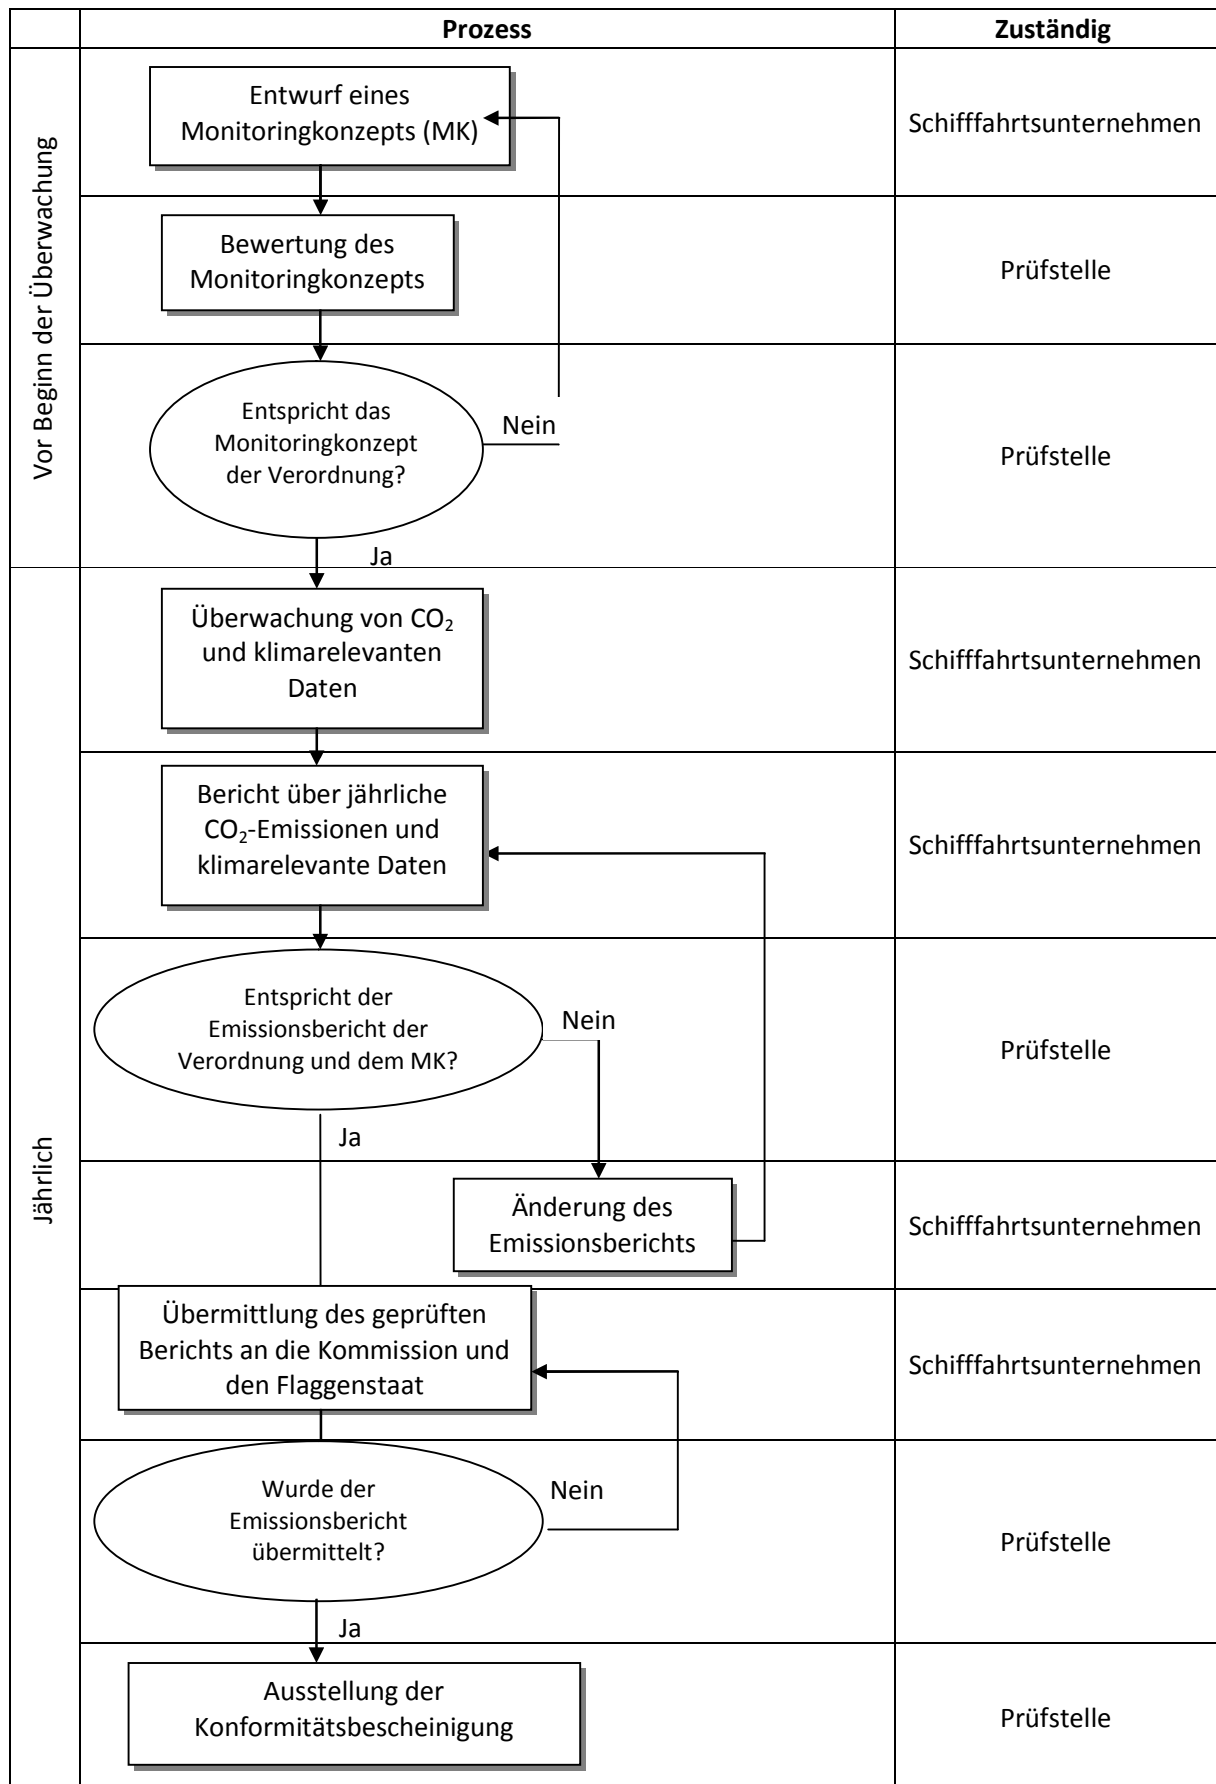 Prozess
Zuständig
Vor Beginn der Überwachung
Entwurf eines
Monitoringkonzepts (MK)
Schifffahrtsunternehmen
Bewertung des
Monitoringkonzepts
Prüfstelle
Entspricht das
Monitoringkonzept
der Verordnung?
Nein
Prüfstelle
Ja
Jährlich
Überwachung von CO₂
und klimarelevanten
Daten
Schifffahrtsunternehmen
Bericht über jährliche
CO₂-Emissionen und
klimarelevante Daten
Schifffahrtsunternehmen
Entspricht der
Emissionsbericht der
Verordnung und dem MK?
Nein
Prüfstelle
Ja
Änderung des
Emissionsberichts
Schifffahrtsunternehmen
Übermittlung des geprüften
Berichts an die Kommission und
den Flaggenstaat
Schifffahrtsunternehmen
Wurde der
Emissionsbericht
übermittelt?
Nein
Prüfstelle
Ja
Ausstellung der
Konformitätsbescheinigung
Prüfstelle